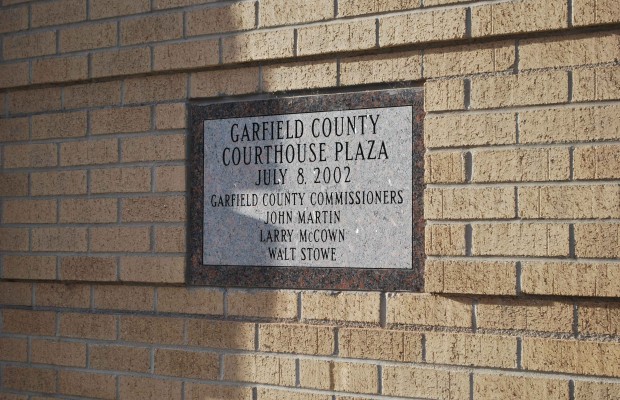 GARFIELD COUNTY
COURTHOUSE PLAZA
JULY 8, 2002
GARFIELD COUNTY COMMISSIONERS
JOHN MARTIN
LARRY McCOWN
WALT STOWE